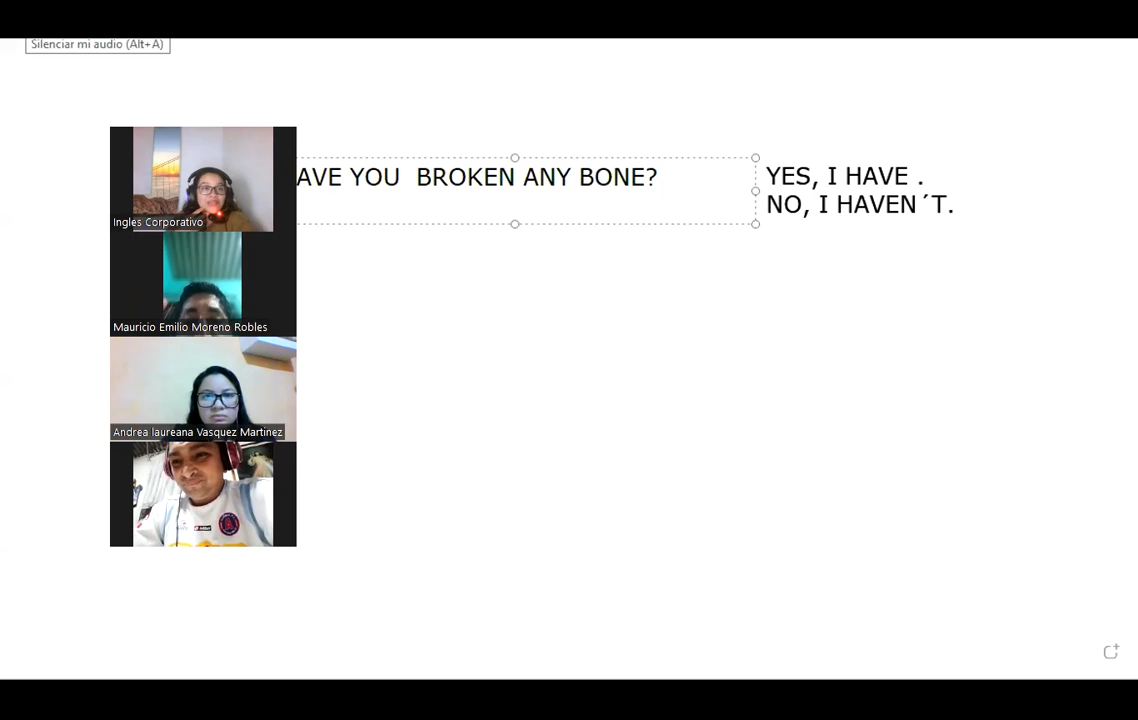 Silenciar mi audio (Alt+A)
AVE YOU  BROKEN ANY BONE?
YES, I HAVE .
NO, I HAVEN´T.
Ingles Corporativo
Mauricio Emilio Moreno Robles
Andrea laureana Vasquez Martinez